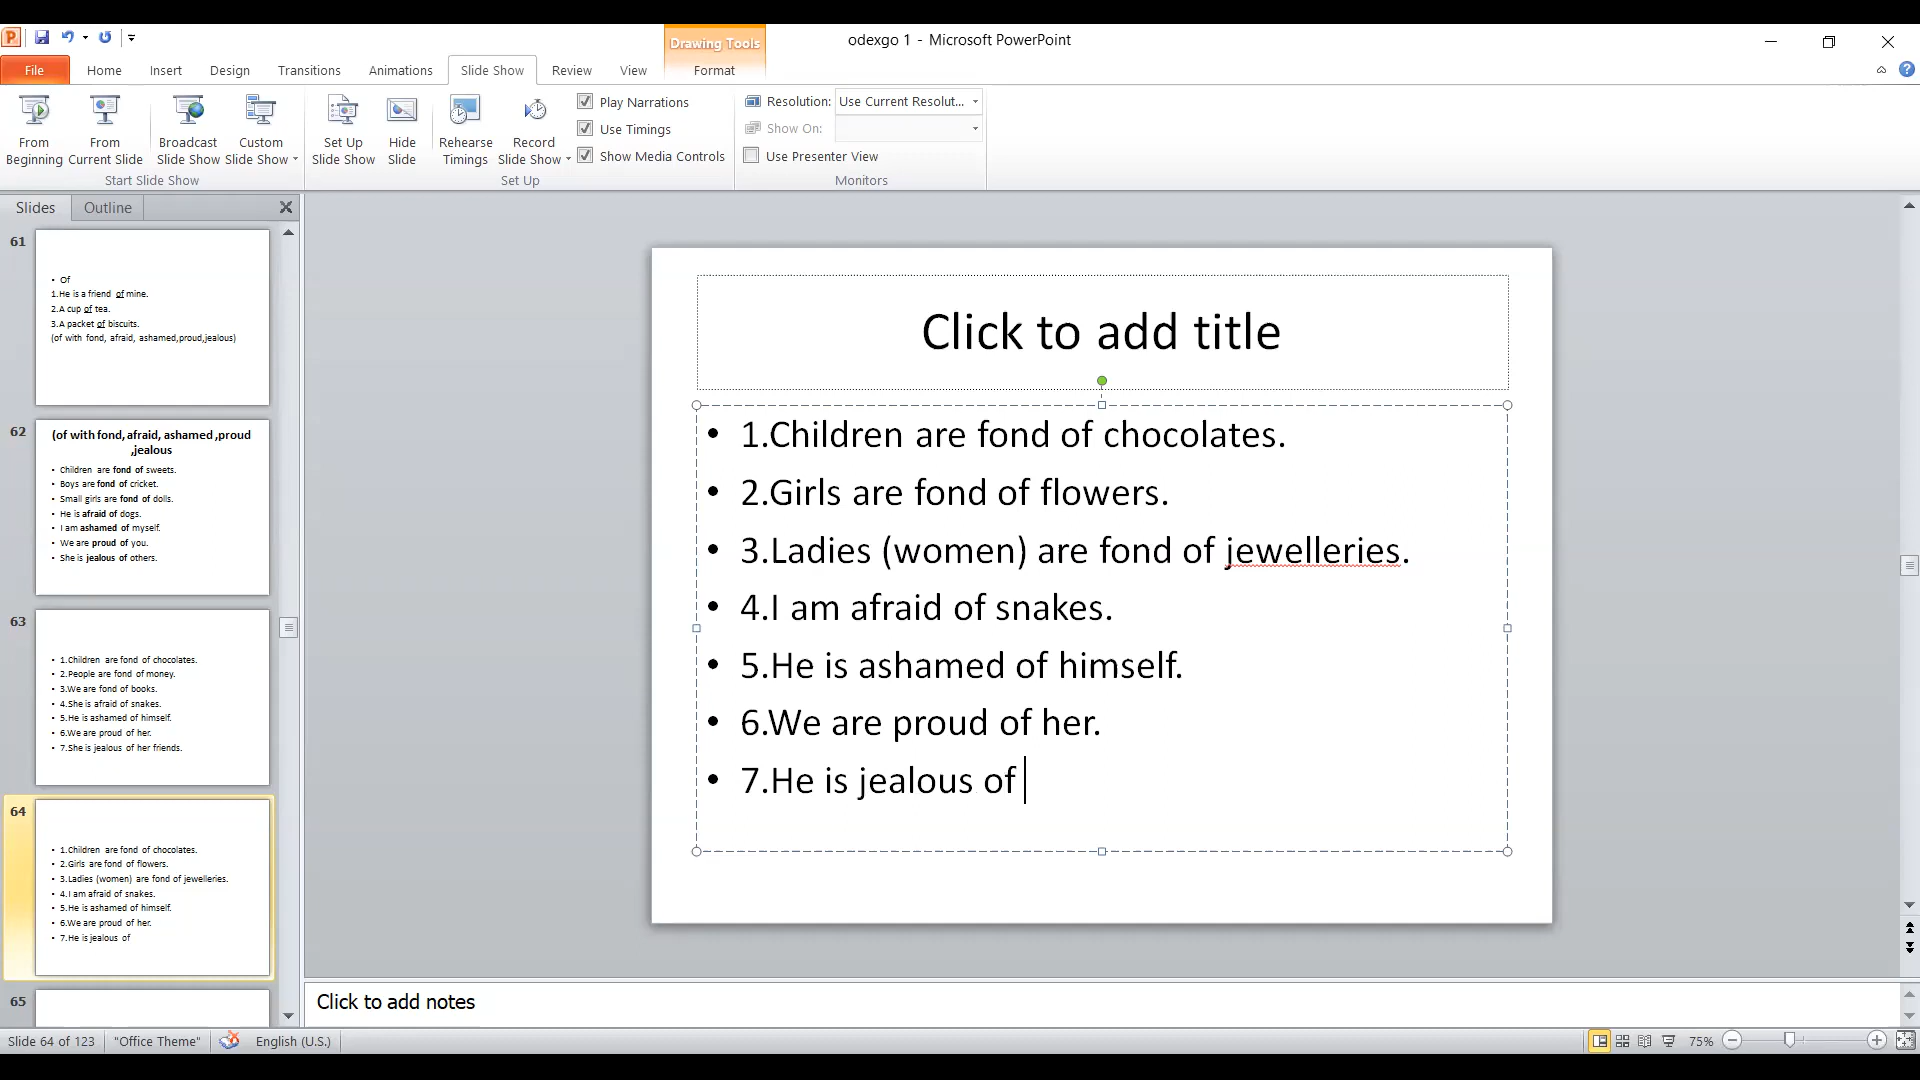 odexgo 1 - Microsoft PowerPoint
Drawing Tools
File Home Insert Design Transitions Animations Slide Show Review View Format
From Beginning
From Current Slide
Broadcast Slide Show
Custom Slide Show
Start Slide Show
Set Up Slide Show
Hide Slide
Rehearse Timings
Record Slide Show
Play Narrations
Use Timings
Show Media Controls
Set Up
Resolution: Use Current Resolut...
Show On:
Use Presenter View
Monitors
Slides Outline
61
• Of
1.He is a friend of mine.
2.A cup of tea.
3.A packet of biscuits.
(of with fond, afraid, ashamed,proud,jealous)
62
(of with fond, afraid, ashamed ,proud
,jealous
• Children are fond of sweets.
• Boys are fond of cricket.
• Small girls are fond of dolls.
• He is afraid of dogs.
• I am ashamed of myself.
• We are proud of you.
• She is jealous of others.
63
• 1.Children are fond of chocolates.
• 2.People are fond of money.
• 3.We are fond of books.
• 4.She is afraid of snakes.
• 5.He is ashamed of himself.
• 6.We are proud of her.
• 7.She is jealous of her friends.
64
• 1.Children are fond of chocolates.
• 2.Girls are fond of flowers.
• 3.Ladies (women) are fond of jewelleries.
• 4.I am afraid of snakes.
• 5.He is ashamed of himself.
• 6.We are proud of her.
• 7.He is jealous of
65
Click to add title
• 1.Children are fond of chocolates.
• 2.Girls are fond of flowers.
• 3.Ladies (women) are fond of jewelleries.
• 4.I am afraid of snakes.
• 5.He is ashamed of himself.
• 6.We are proud of her.
• 7.He is jealous of
Click to add notes
Slide 64 of 123 "Office Theme" English (U.S.) 75%